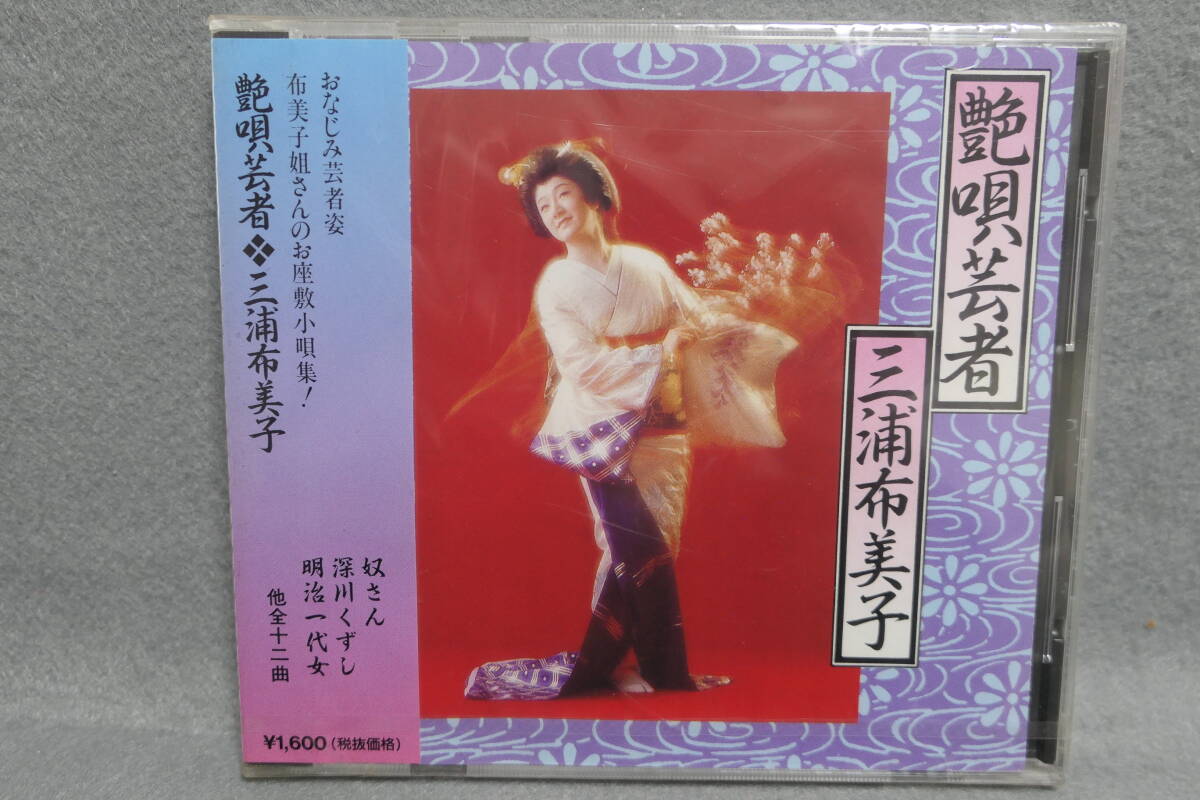 艶唄芸者
三浦布美子
おなじみ芸者姿
布美子姐さんのお座敷小唄集!
艶唄芸者❖三浦布美子
奴さん
深川くずし
明治一代女
他全十二曲
¥1,600(税抜価格)